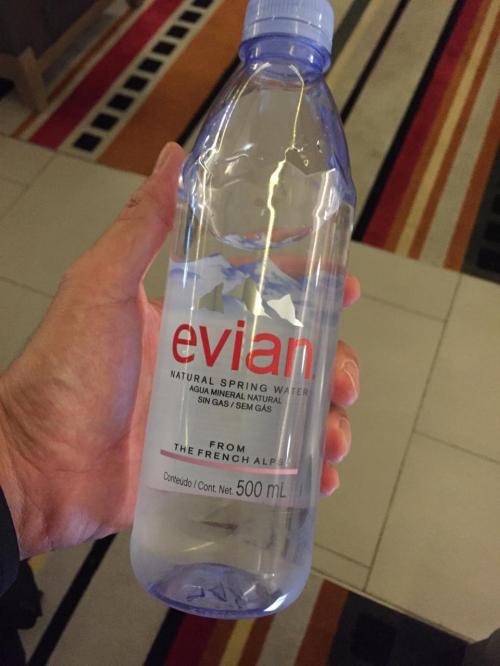 evian.
NATURAL SPRING WATER
AGUA MINERAL NATURAL
SIN GAS / SEM GÁS
FROM
THE FRENCH ALPS
Conteúdo / Cont. Net. 500 mL